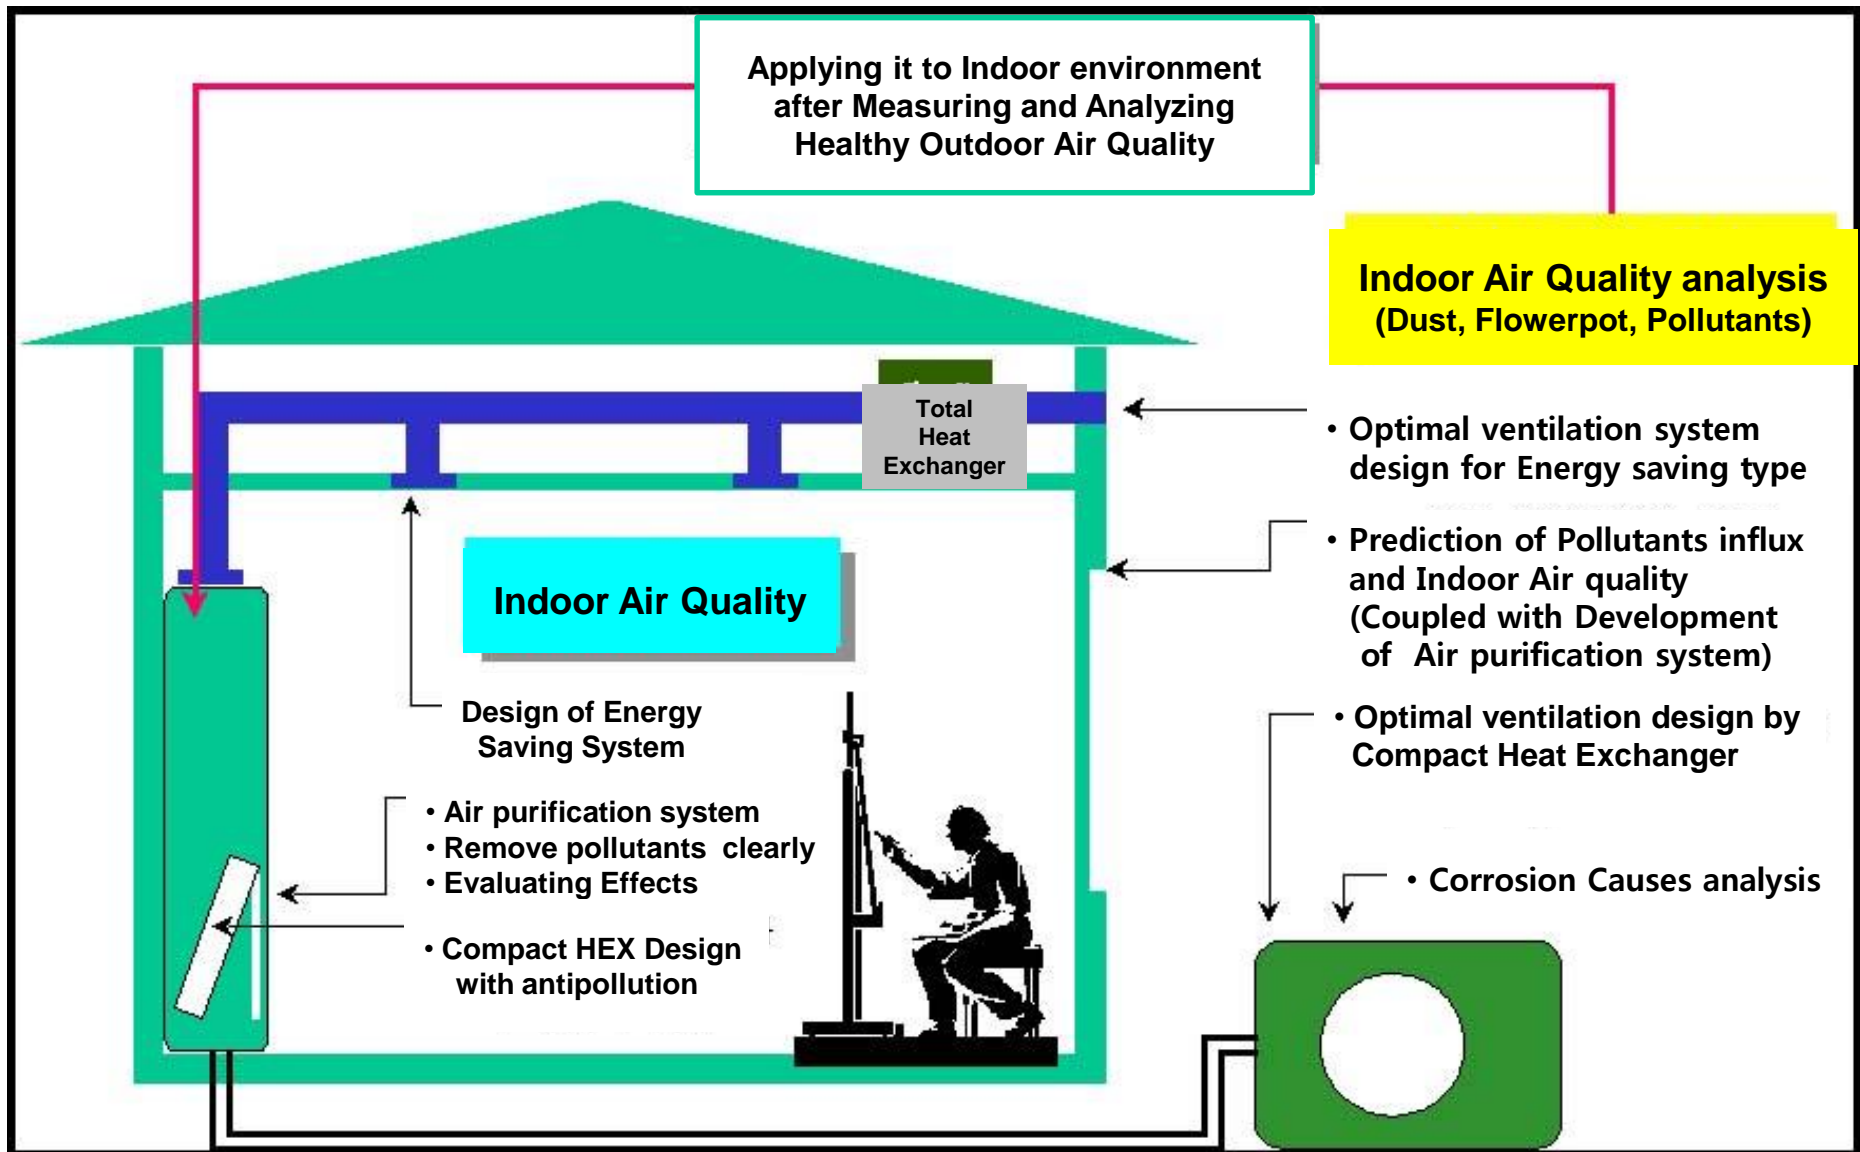 Applying it to Indoor environment
after Measuring and Analyzing
Healthy Outdoor Air Quality
Indoor Air Quality analysis
(Dust, Flowerpot, Pollutants)
Total
Heat
Exchanger
• Optimal ventilation system
design for Energy saving type
• Prediction of Pollutants influx
and Indoor Air quality
(Coupled with Development
of Air purification system)
Indoor Air Quality
Design of Energy
Saving System
• Optimal ventilation design by
Compact Heat Exchanger
• Air purification system
• Remove pollutants clearly
• Evaluating Effects
• Corrosion Causes analysis
• Compact HEX Design
with antipollution